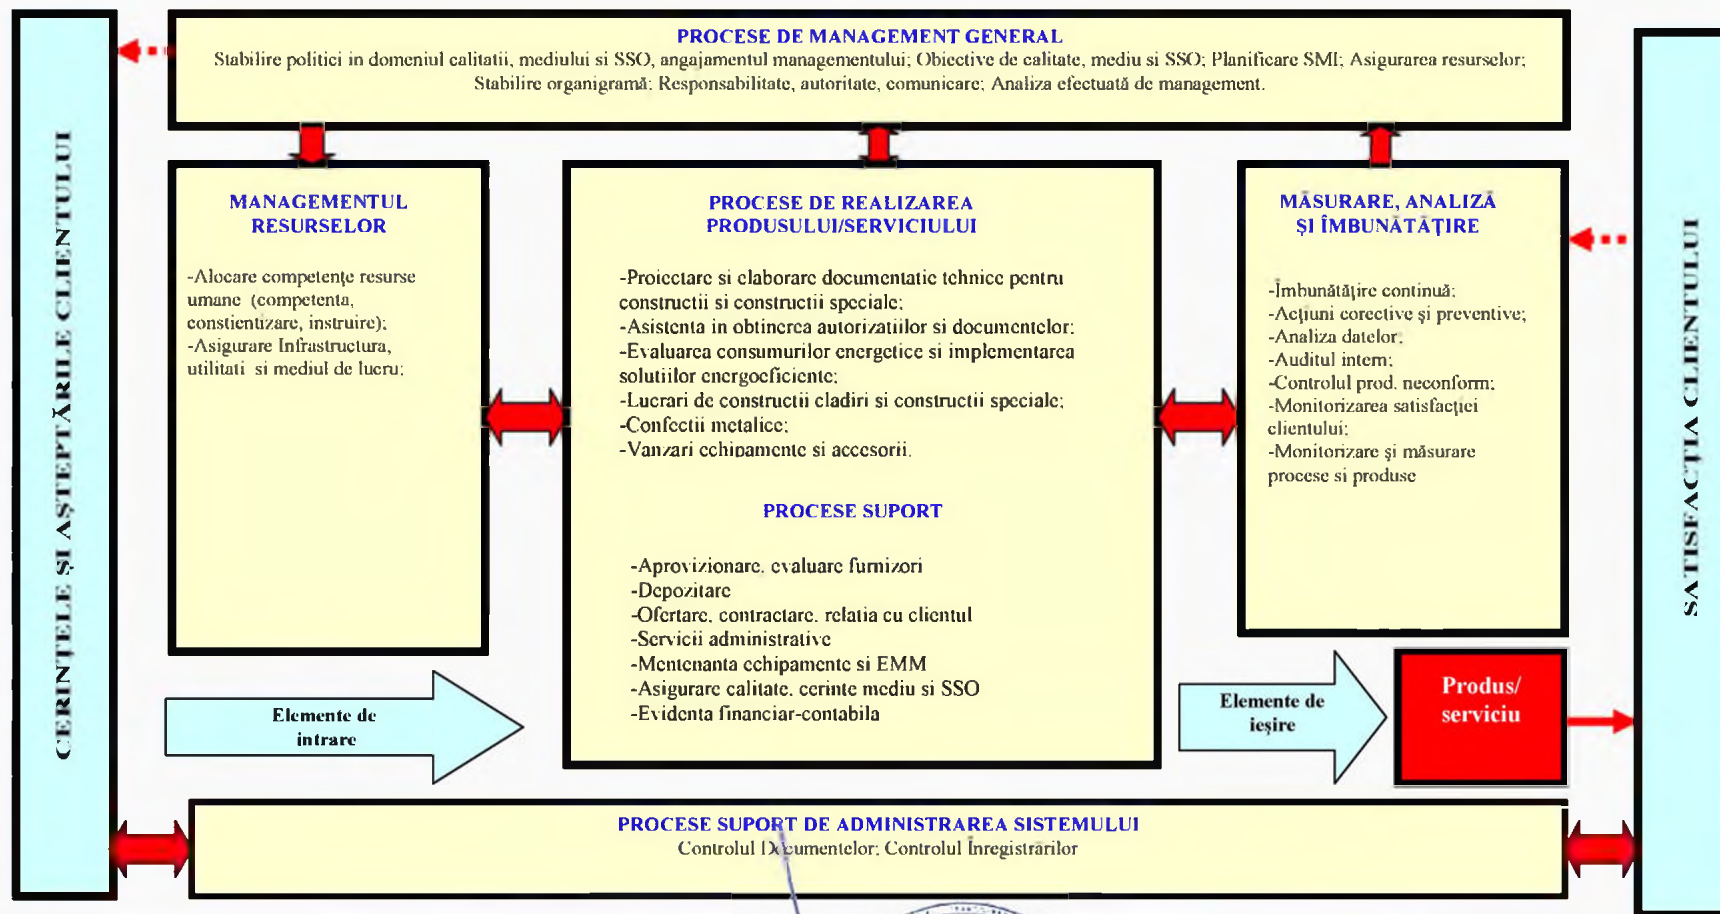 CERINȚELE ȘI AȘTEPTĂRILE CLIENTULUI
PROCESE DE MANAGEMENT GENERAL
Stabilire politici in domeniul calitatii, mediului si SSO, angajamentul managementului; Obiective de calitate, mediu si SSO; Planificare SMI; Asigurarea resurselor;
Stabilire organigramă; Responsabilitate, autoritate, comunicare; Analiza efectuată de management.
MANAGEMENTUL
RESURSELOR
-Alocare competențe resurse
umane (competenta,
constientizare, instruire);
-Asigurare Infrastructura,
utilitati si mediul de lucru;
PROCESE DE REALIZAREA
PRODUSULUI/SERVICIULUI
-Proiectare si elaborare documentatie tehnice pentru
constructii si constructii speciale;
-Asistenta in obtinerea autorizatiilor si documentelor;
-Evaluarea consumurilor energetice si implementarea
solutiilor energoeficiente;
-Lucrari de constructii cladiri si constructii speciale;
-Confectii metalice;
-Vanzari echipamente si accesorii.
PROCESE SUPORT
-Aprovizionare, evaluare furnizori
-Depozitare
-Ofertare, contractare, relatia cu clientul
-Servicii administrative
-Mentenanta echipamente si EMM
-Asigurare calitate, cerinte mediu si SSO
-Evidenta financiar-contabila
MĂSURARE, ANALIZĂ
ȘI ÎMBUNĂTĂȚIRE
-Îmbunătățire continuă;
-Acțiuni corective și preventive;
-Analiza datelor;
-Auditul intern;
-Controlul prod. neconform;
-Monitorizarea satisfacției
clientului;
-Monitorizare și măsurare
procese si produse
Elemente de
intrare
Elemente de
ieșire
Produs/
serviciu
SATISFACȚIA CLIENTULUI
PROCESE SUPORT DE ADMINISTRAREA SISTEMULUI
Controlul Documentelor; Controlul Înregistrărilor